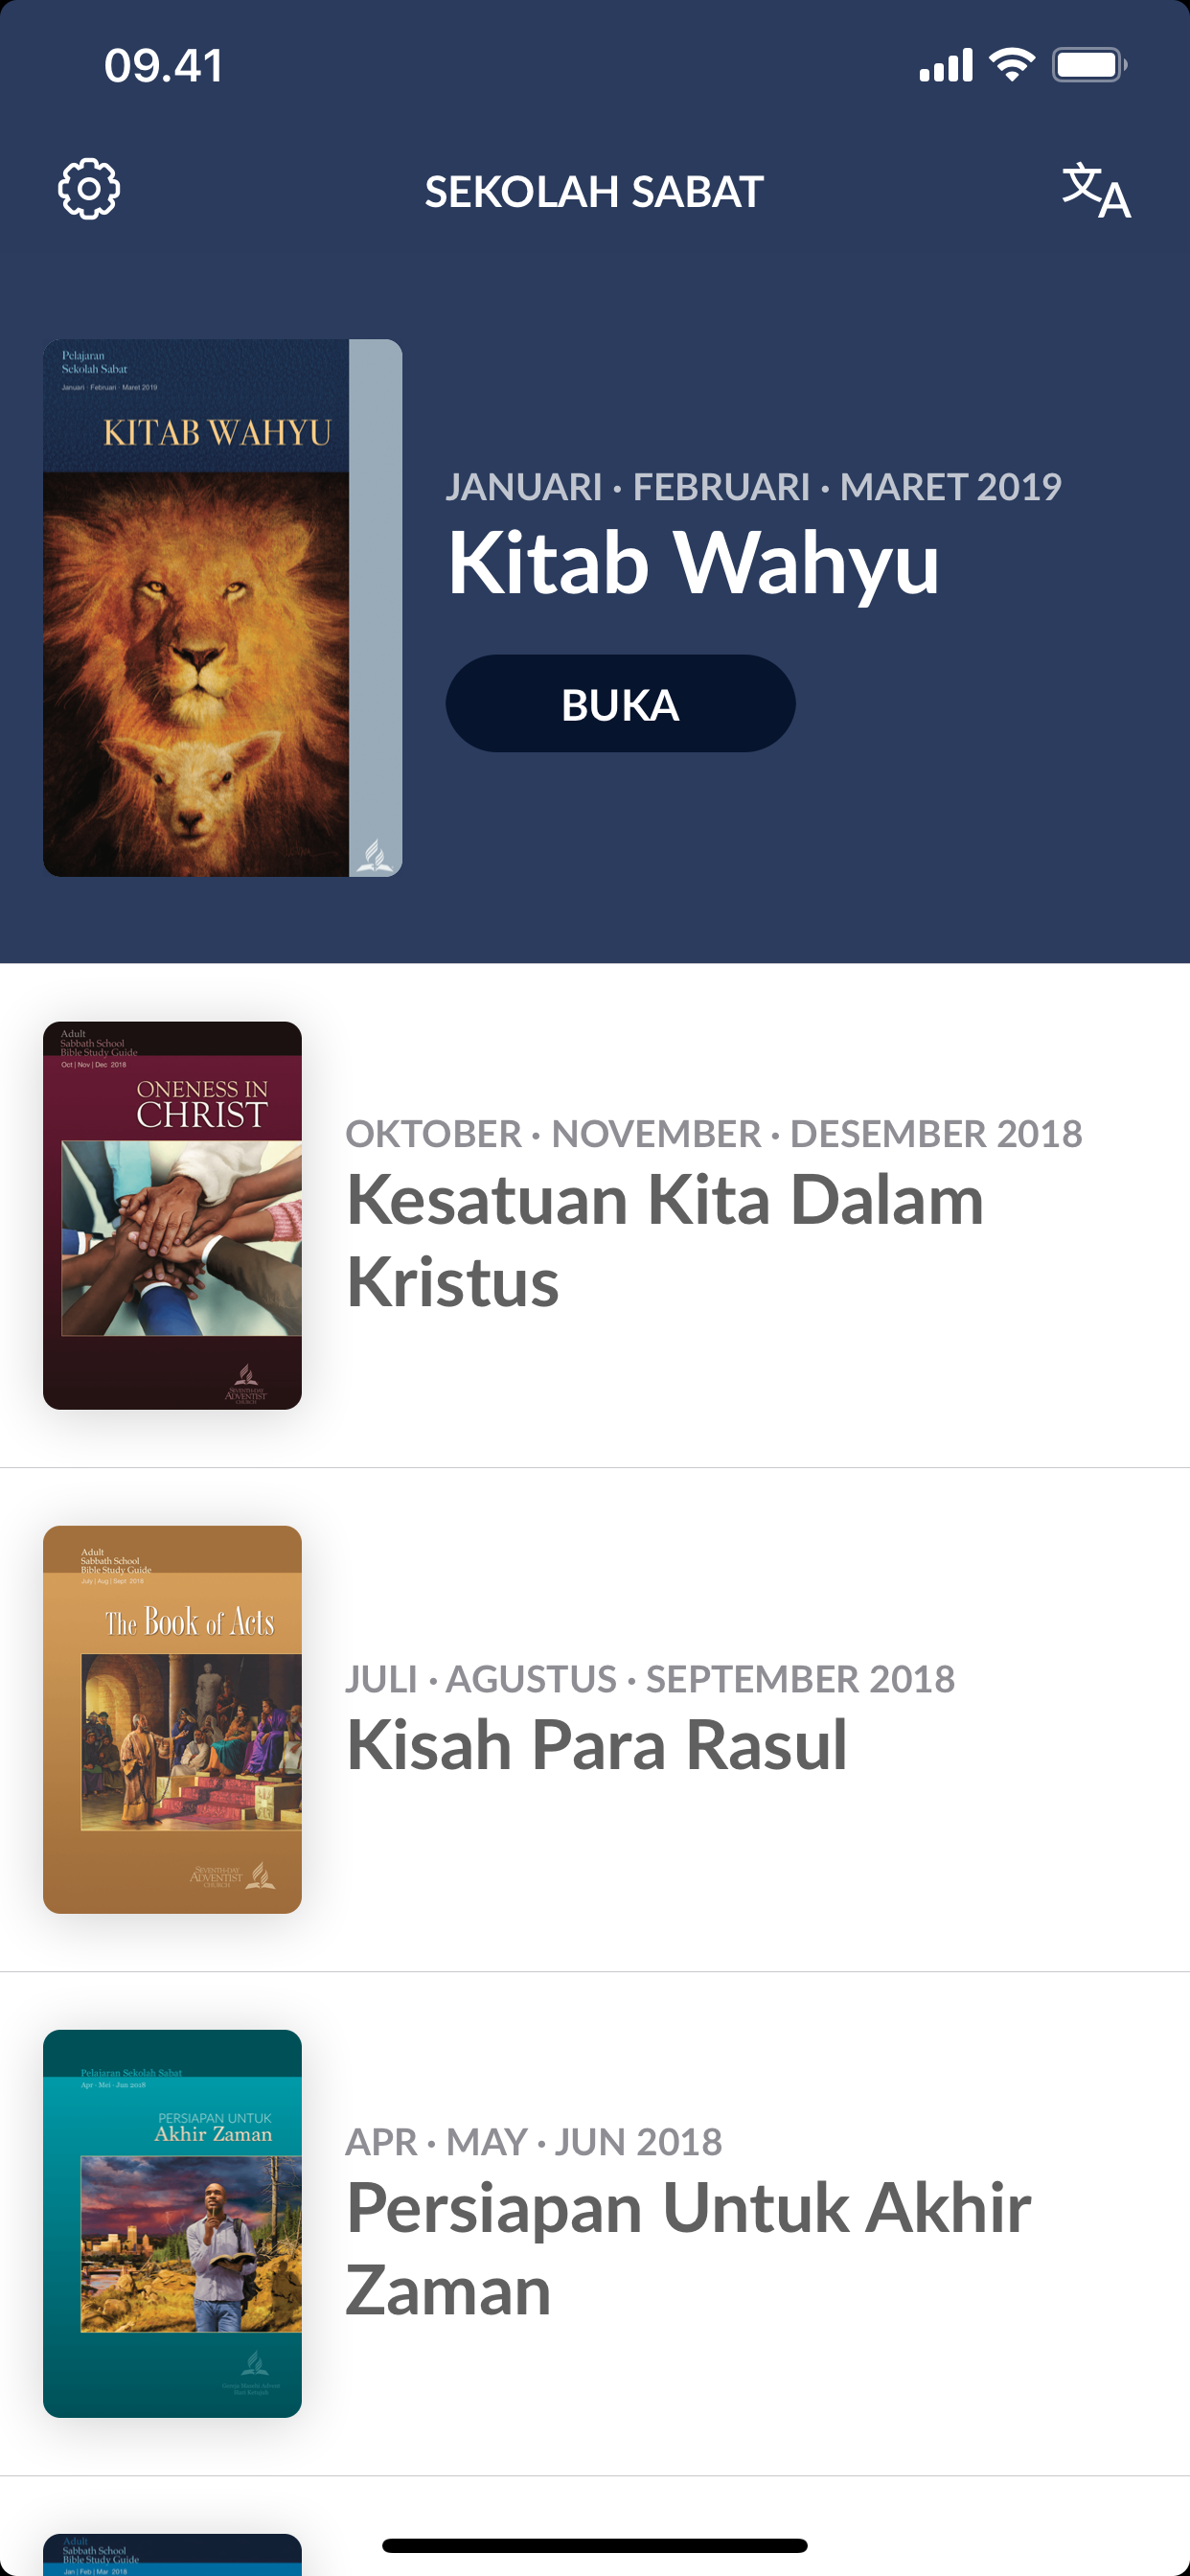 09.41
SEKOLAH SABAT
文A
Pelajaran
Sekolah Sabat
Januari · Februari · Maret 2019
KITAB WAHYU
JANUARI · FEBRUARI · MARET 2019
Kitab Wahyu
BUKA
Adult
Sabbath School
Bible Study Guide
Oct | Nov | Dec 2018
ONENESS IN
CHRIST
SEVENTH-DAY
ADVENTIST
CHURCH
OKTOBER · NOVEMBER · DESEMBER 2018
Kesatuan Kita Dalam
Kristus
Adult
Sabbath School
Bible Study Guide
July | Aug | Sept 2018
The Book of Acts
SEVENTH-DAY
ADVENTIST
CHURCH
JULI · AGUSTUS · SEPTEMBER 2018
Kisah Para Rasul
Pelajaran Sekolah Sabat
Apr · Mei · Jun 2018
PERSIAPAN UNTUK
Akhir Zaman
APR · MAY · JUN 2018
Persiapan Untuk Akhir
Zaman
Adult
Sabbath School
Bible Study Guide
Jan | Feb | Mar 2018